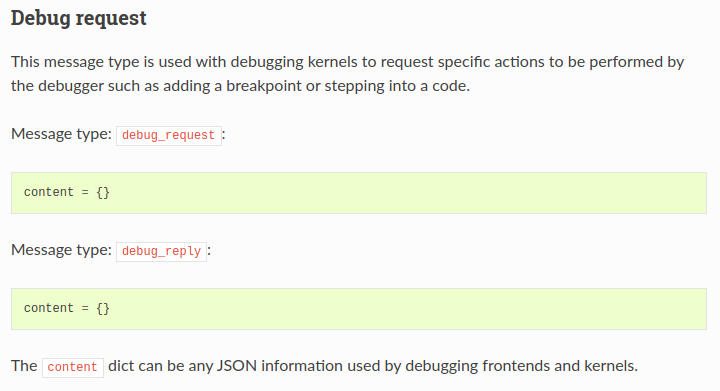 Debug request
This message type is used with debugging kernels to request specific actions to be performed by
the debugger such as adding a breakpoint or stepping into a code.
Message type: debug_request:
content = {}
Message type: debug_reply:
content = {}
The content dict can be any JSON information used by debugging frontends and kernels.